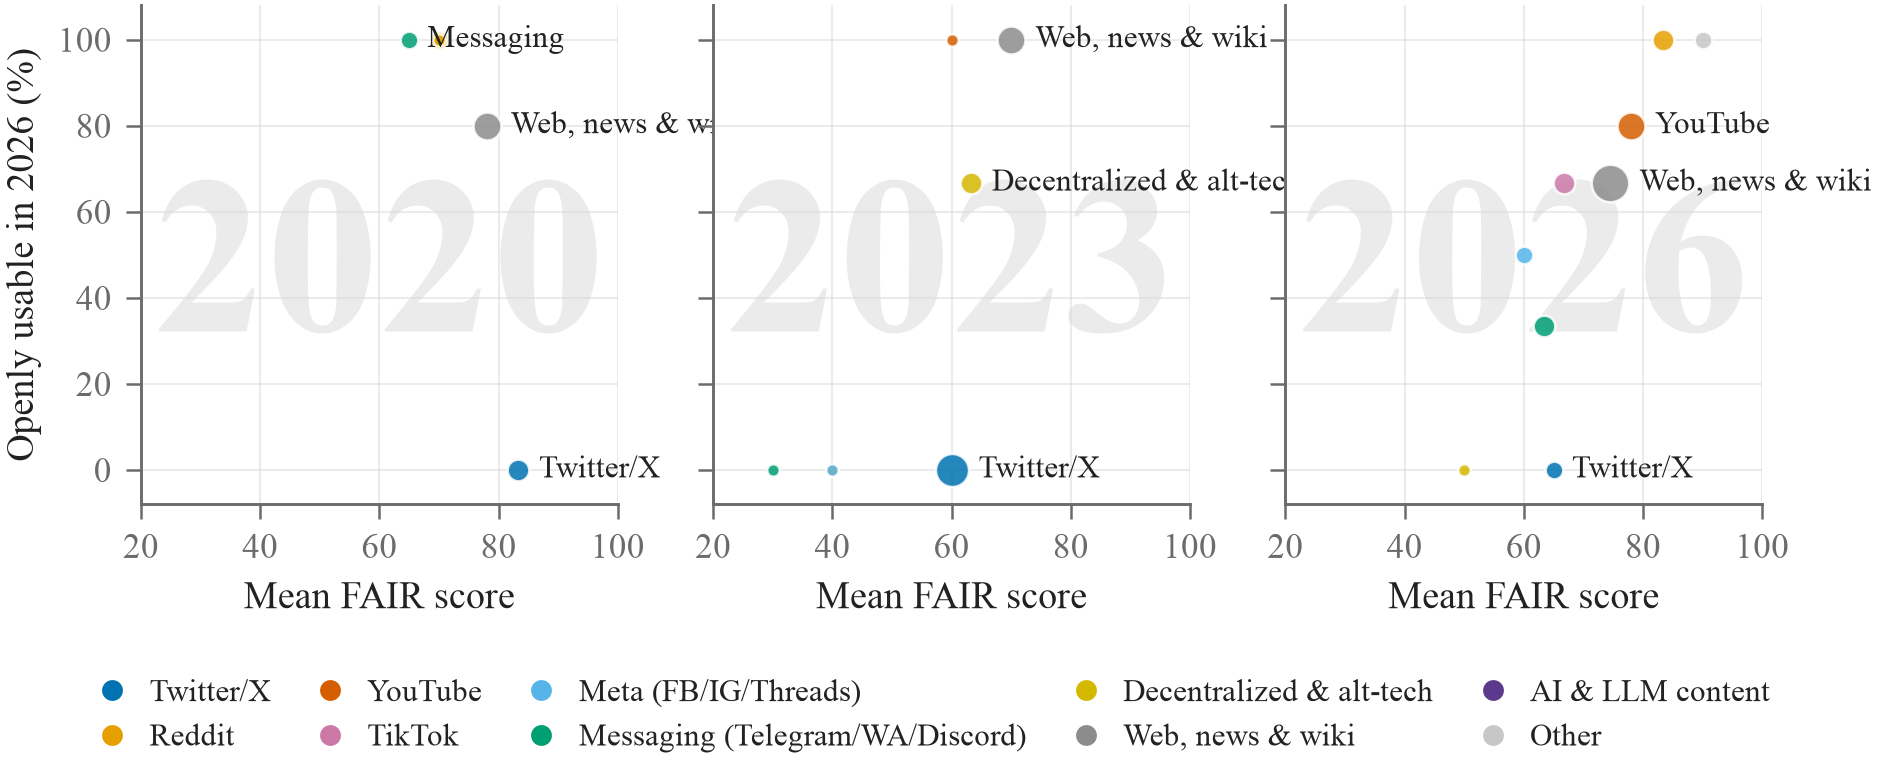 Openly usable in 2026 (%)
100
80
60
40
20
0
2020
Messaging
Web, news & wi
Twitter/X
20 40 60 80 100
Mean FAIR score
2023
Web, news & wiki
Decentralized & alt-tec
Twitter/X
20 40 60 80 100
Mean FAIR score
2026
YouTube
Web, news & wiki
Twitter/X
20 40 60 80 100
Mean FAIR score
Twitter/X YouTube Meta (FB/IG/Threads) Decentralized & alt-tech AI & LLM content
Reddit TikTok Messaging (Telegram/WA/Discord) Web, news & wiki Other